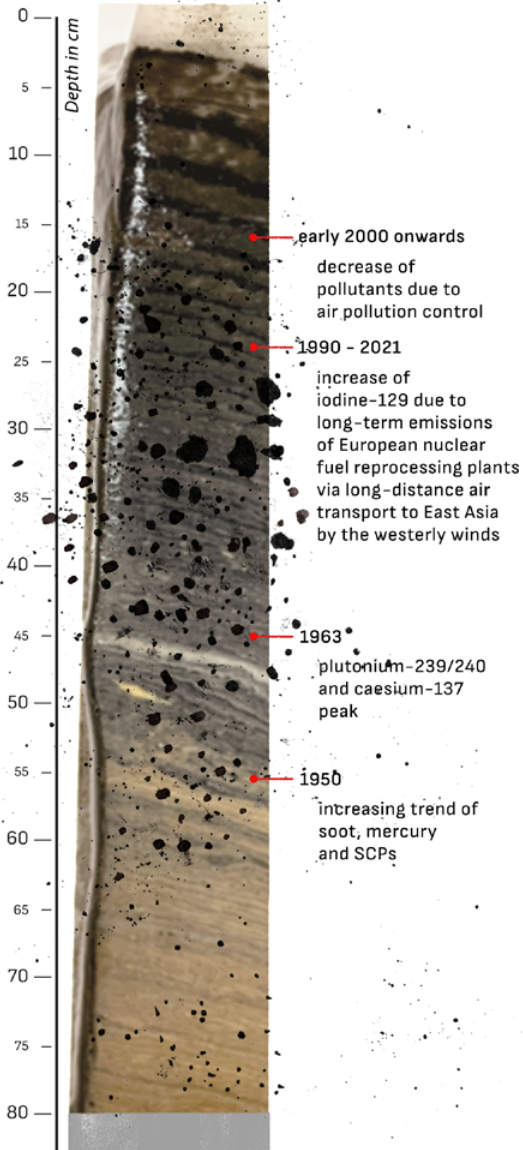 0
Depth in cm
5
10
15
early 2000 onwards
decrease of
pollutants due to
air pollution control
20
1990 - 2021
25
increase of
iodine-129 due to
long-term emissions
of European nuclear
fuel reprocessing plants
via long-distance air
transport to East Asia
by the westerly winds
30
35
40
45
1963
plutonium-239/240
and caesium-137
peak
50
55
1950
increasing trend of
soot, mercury
and SCPs
60
65
70
75
80